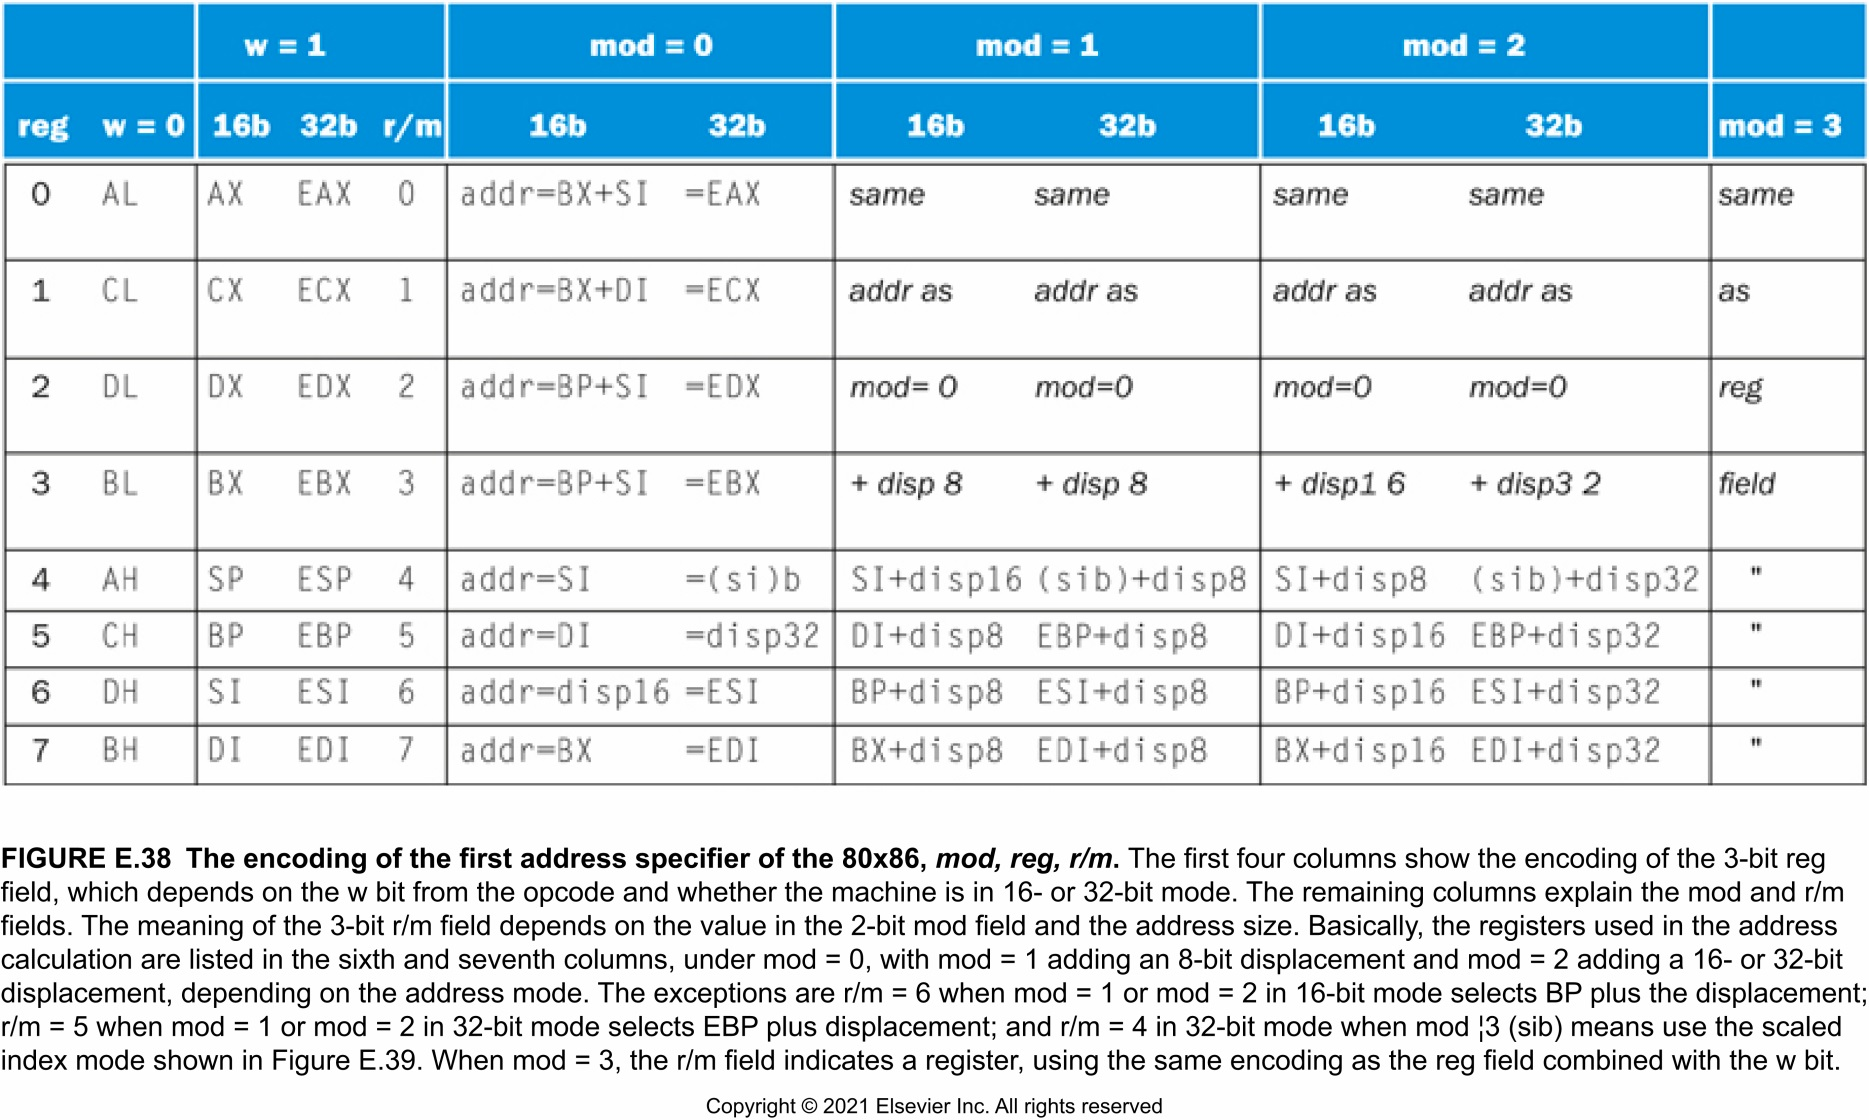 w = 1 mod = 0 mod = 1 mod = 2
reg w = 0 16b 32b r/m 16b 32b 16b 32b 16b 32b mod = 3
0 AL AX EAX 0 addr=BX+SI =EAX same same same same same
1 CL CX ECX 1 addr=BX+DI =ECX addr as addr as addr as addr as as
2 DL DX EDX 2 addr=BP+SI =EDX mod= 0 mod=0 mod=0 mod=0 reg
3 BL BX EBX 3 addr=BP+SI =EBX + disp 8 + disp 8 + disp1 6 + disp3 2 field
4 AH SP ESP 4 addr=SI =(si)b SI+disp16 (sib)+disp8 SI+disp8 (sib)+disp32 "
5 CH BP EBP 5 addr=DI =disp32 DI+disp8 EBP+disp8 DI+disp16 EBP+disp32 "
6 DH SI ESI 6 addr=disp16 =ESI BP+disp8 ESI+disp8 BP+disp16 ESI+disp32 "
7 BH DI EDI 7 addr=BX =EDI BX+disp8 EDI+disp8 BX+disp16 EDI+disp32 "
FIGURE E.38 The encoding of the first address specifier of the 80x86, mod, reg, r/m. The first four columns show the encoding of the 3-bit reg
field, which depends on the w bit from the opcode and whether the machine is in 16- or 32-bit mode. The remaining columns explain the mod and r/m
fields. The meaning of the 3-bit r/m field depends on the value in the 2-bit mod field and the address size. Basically, the registers used in the address
calculation are listed in the sixth and seventh columns, under mod = 0, with mod = 1 adding an 8-bit displacement and mod = 2 adding a 16- or 32-bit
displacement, depending on the address mode. The exceptions are r/m = 6 when mod = 1 or mod = 2 in 16-bit mode selects BP plus the displacement;
r/m = 5 when mod = 1 or mod = 2 in 32-bit mode selects EBP plus displacement; and r/m = 4 in 32-bit mode when mod ¦3 (sib) means use the scaled
index mode shown in Figure E.39. When mod = 3, the r/m field indicates a register, using the same encoding as the reg field combined with the w bit.
Copyright © 2021 Elsevier Inc. All rights reserved